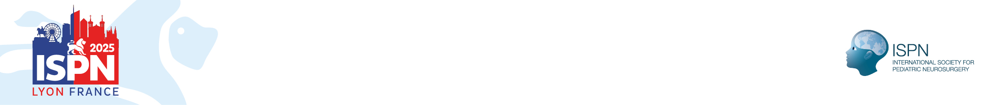 2025
ISPN
LYON FRANCE
ISPN
INTERNATIONAL SOCIETY FOR
PEDIATRIC NEUROSURGERY